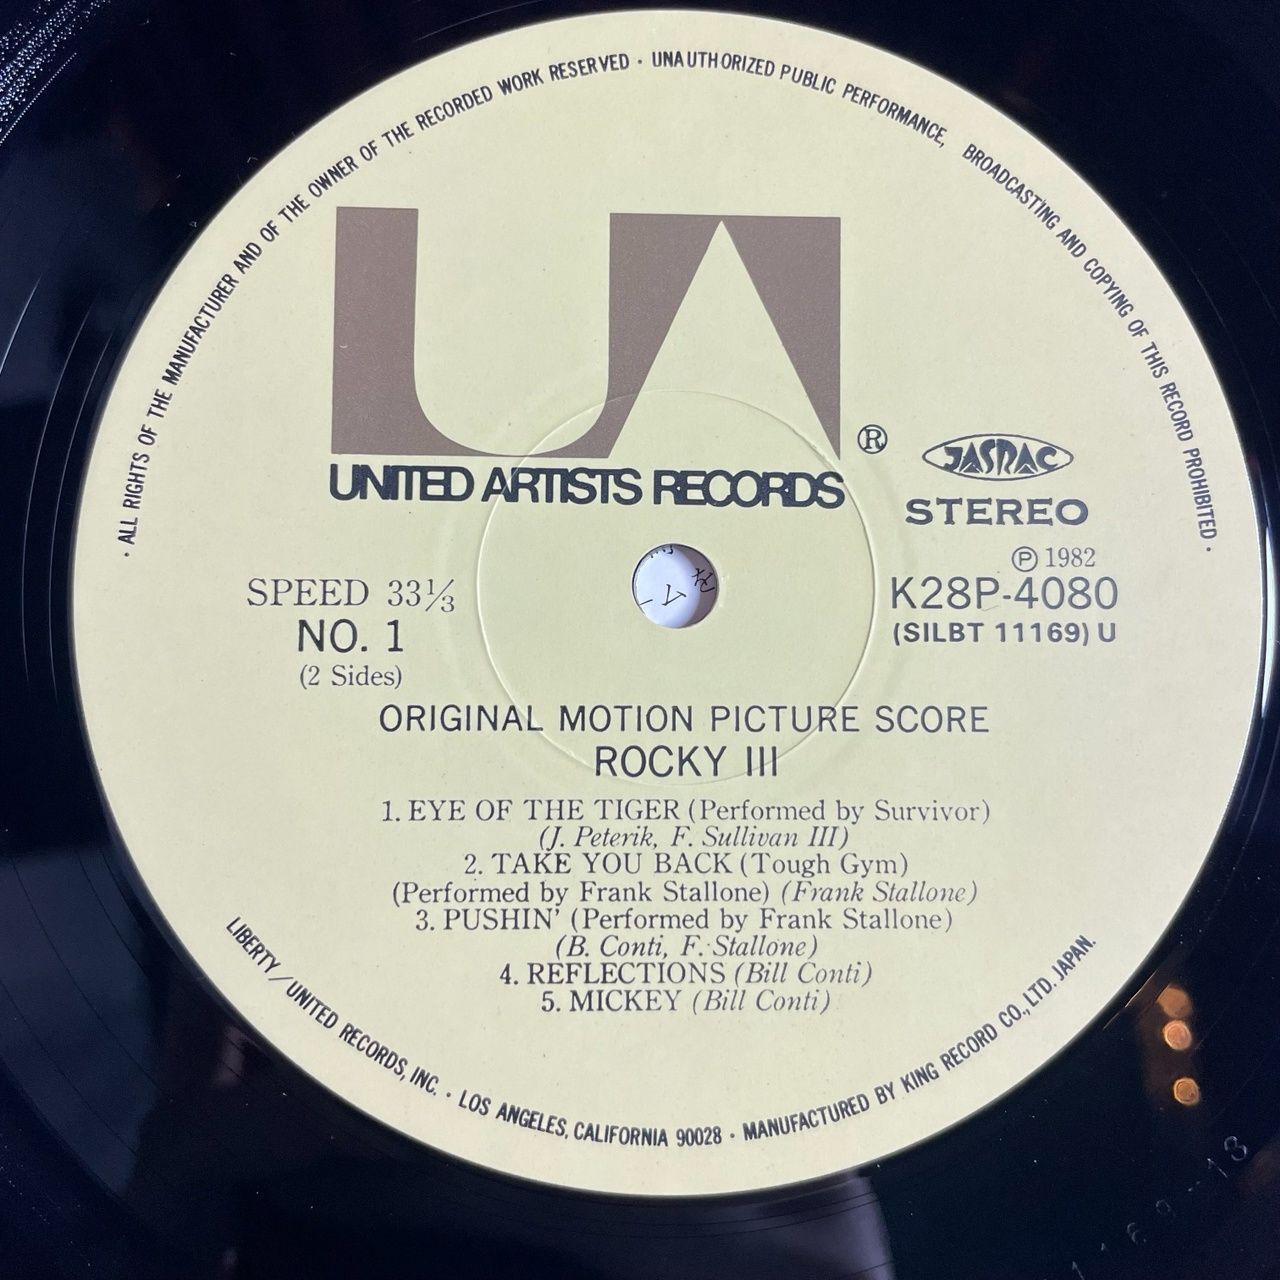 · ALL RIGHTS OF THE MANUFACTURER AND OF THE OWNER OF THE RECORDED WORK RESERVED · UNAUTHORIZED PUBLIC PERFORMANCE, BROADCASTING AND COPYING OF THIS RECORD PROHIBITED ·
UA ®
UNITED ARTISTS RECORDS
JASRAC
STEREO
Ⓟ 1982
SPEED 33⅓
K28P-4080
NO. 1
(SILBT 11169) U
(2 Sides)
ORIGINAL MOTION PICTURE SCORE
ROCKY III
1. EYE OF THE TIGER (Performed by Survivor)
(J. Peterik, F. Sullivan III)
2. TAKE YOU BACK (Tough Gym)
(Performed by Frank Stallone) (Frank Stallone)
3. PUSHIN' (Performed by Frank Stallone)
(B. Conti, F. Stallone)
4. REFLECTIONS (Bill Conti)
5. MICKEY (Bill Conti)
LIBERTY/UNITED RECORDS, INC. · LOS ANGELES, CALIFORNIA 90028 · MANUFACTURED BY KING RECORD CO., LTD. JAPAN.